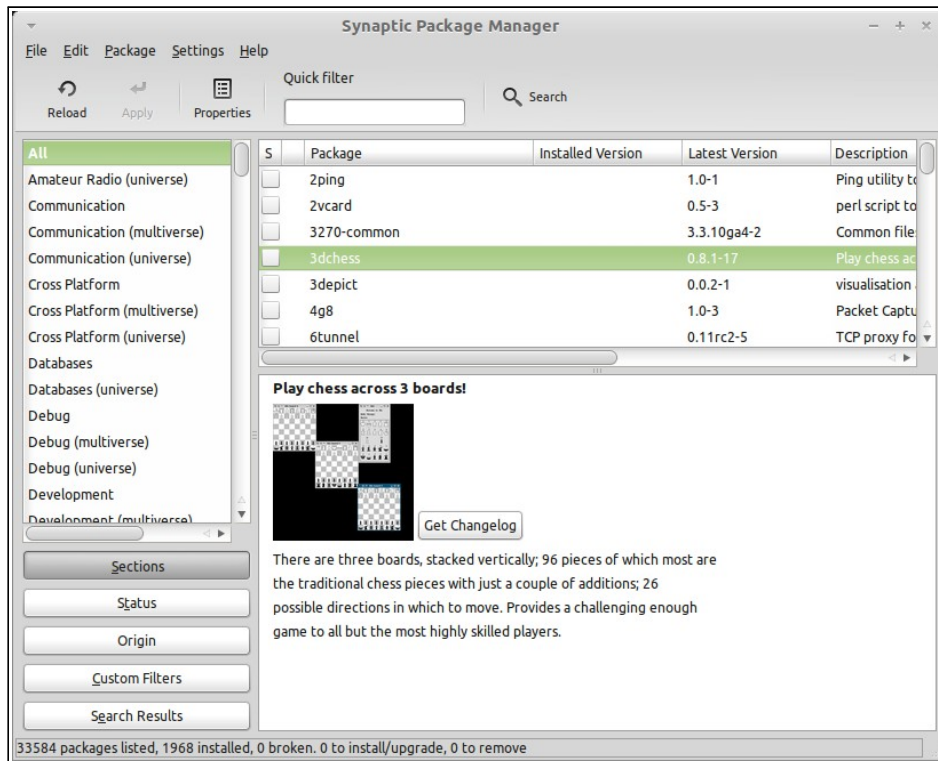 Synaptic Package Manager
File Edit Package Settings Help
Reload
Apply
Properties
Quick filter
Search
All
Amateur Radio (universe)
Communication
Communication (multiverse)
Communication (universe)
Cross Platform
Cross Platform (multiverse)
Cross Platform (universe)
Databases
Databases (universe)
Debug
Debug (multiverse)
Debug (universe)
Development
Development (multiverse)
Sections
Status
Origin
Custom Filters
Search Results
S Package Installed Version Latest Version Description
2ping 1.0-1 Ping utility to
2vcard 0.5-3 perl script to
3270-common 3.3.10ga4-2 Common file
3dchess 0.8.1-17 Play chess ac
3depict 0.0.2-1 visualisation
4g8 1.0-3 Packet Captu
6tunnel 0.11rc2-5 TCP proxy fo
Play chess across 3 boards!
Get Changelog
There are three boards, stacked vertically; 96 pieces of which most are
the traditional chess pieces with just a couple of additions; 26
possible directions in which to move. Provides a challenging enough
game to all but the most highly skilled players.
33584 packages listed, 1968 installed, 0 broken. 0 to install/upgrade, 0 to remove